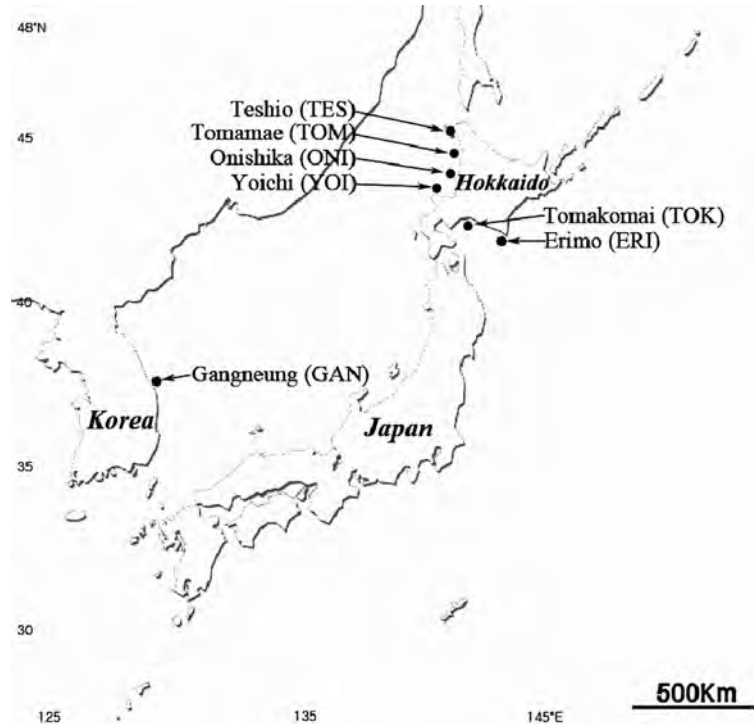 48°N
Teshio (TES)
45
Tomamae (TOM)
Onishika (ONI)
Yoichi (YOI)
Hokkaido
Tomakomai (TOK)
Erimo (ERI)
40
Gangneung (GAN)
Korea
Japan
35
30
500Km
125
135
145°E